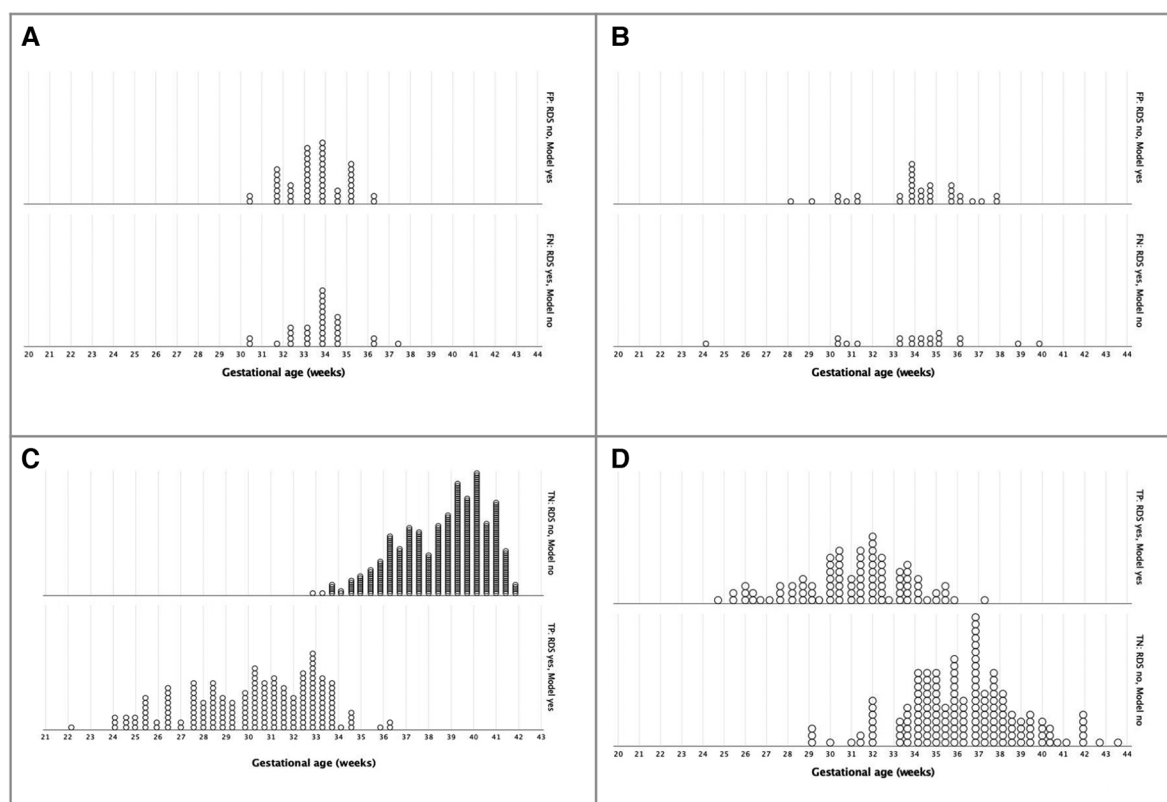 A
FP: RDS no, Model yes
FN: RDS yes, Model no
20 21 22 23 24 25 26 27 28 29 30 31 32 33 34 35 36 37 38 39 40 41 42 43 44
Gestational age (weeks)
B
FP: RDS no, Model yes
FN: RDS yes, Model no
20 21 22 23 24 25 26 27 28 29 30 31 32 33 34 35 36 37 38 39 40 41 42 43 44
Gestational age (weeks)
C
TN: RDS no, Model no
TP: RDS yes, Model yes
21 22 23 24 25 26 27 28 29 30 31 32 33 34 35 36 37 38 39 40 41 42 43
Gestational age (weeks)
D
TP: RDS yes, Model yes
TN: RDS no, Model no
20 21 22 23 24 25 26 27 28 29 30 31 32 33 34 35 36 37 38 39 40 41 42 43 44
Gestational age (weeks)